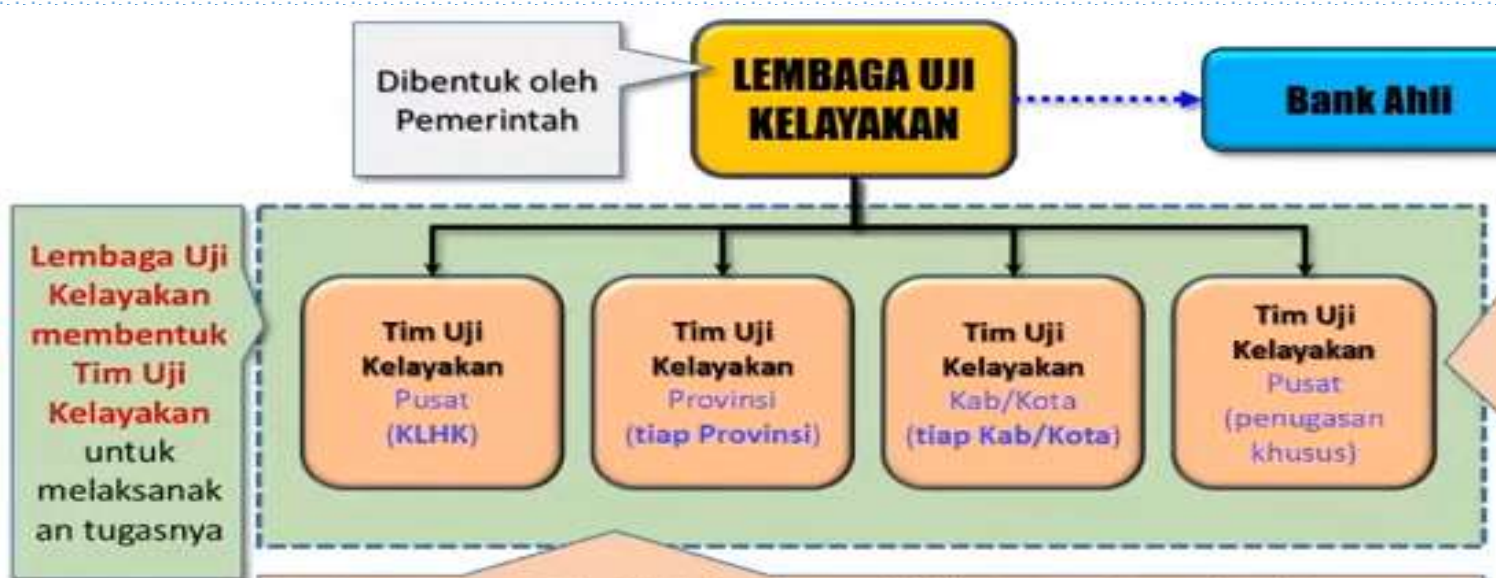 Dibentuk oleh
Pemerintah
LEMBAGA UJI
KELAYAKAN
Bank Ahli
Lembaga Uji
Kelayakan
membentuk
Tim Uji
Kelayakan
untuk
melaksanak
an tugasnya
Tim Uji
Kelayakan
Pusat
(KLHK)
Tim Uji
Kelayakan
Provinsi
(tiap Provinsi)
Tim Uji
Kelayakan
Kab/Kota
(tiap Kab/Kota)
Tim Uji
Kelayakan
Pusat
(penugasan
khusus)